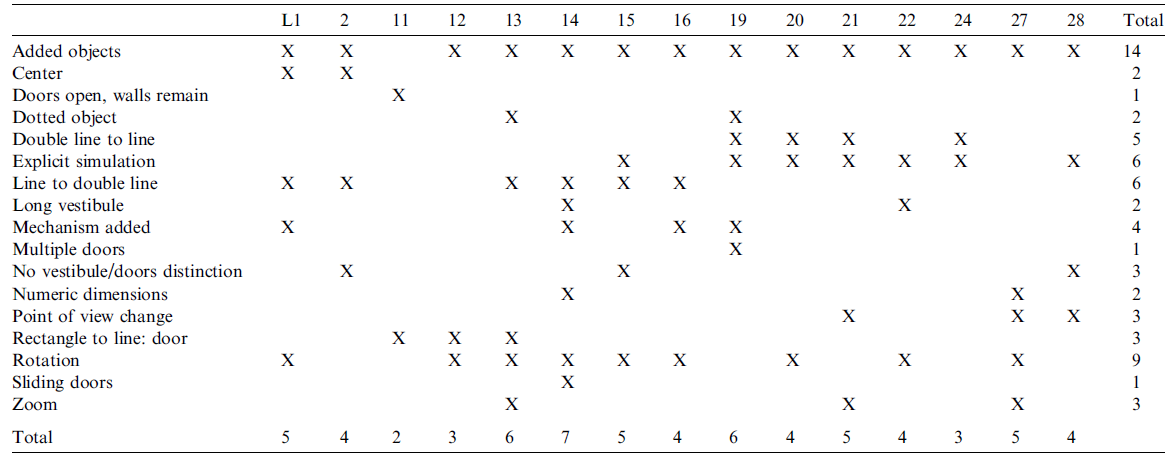 L1 2 11 12 13 14 15 16 19 20 21 22 24 27 28 Total
Added objects X X X X X X X X X X X X X X 14
Center X X 2
Doors open, walls remain X 1
Dotted object X X 2
Double line to line X X X X 5
Explicit simulation X X X X X X X 6
Line to double line X X X X X X 6
Long vestibule X X 2
Mechanism added X X X X 4
Multiple doors X 1
No vestibule/doors distinction X X X 3
Numeric dimensions X X 2
Point of view change X X X 3
Rectangle to line: door X X X 3
Rotation X X X X X X X X X 9
Sliding doors X 1
Zoom X X X 3
Total 5 4 2 3 6 7 5 4 6 4 5 4 3 5 4